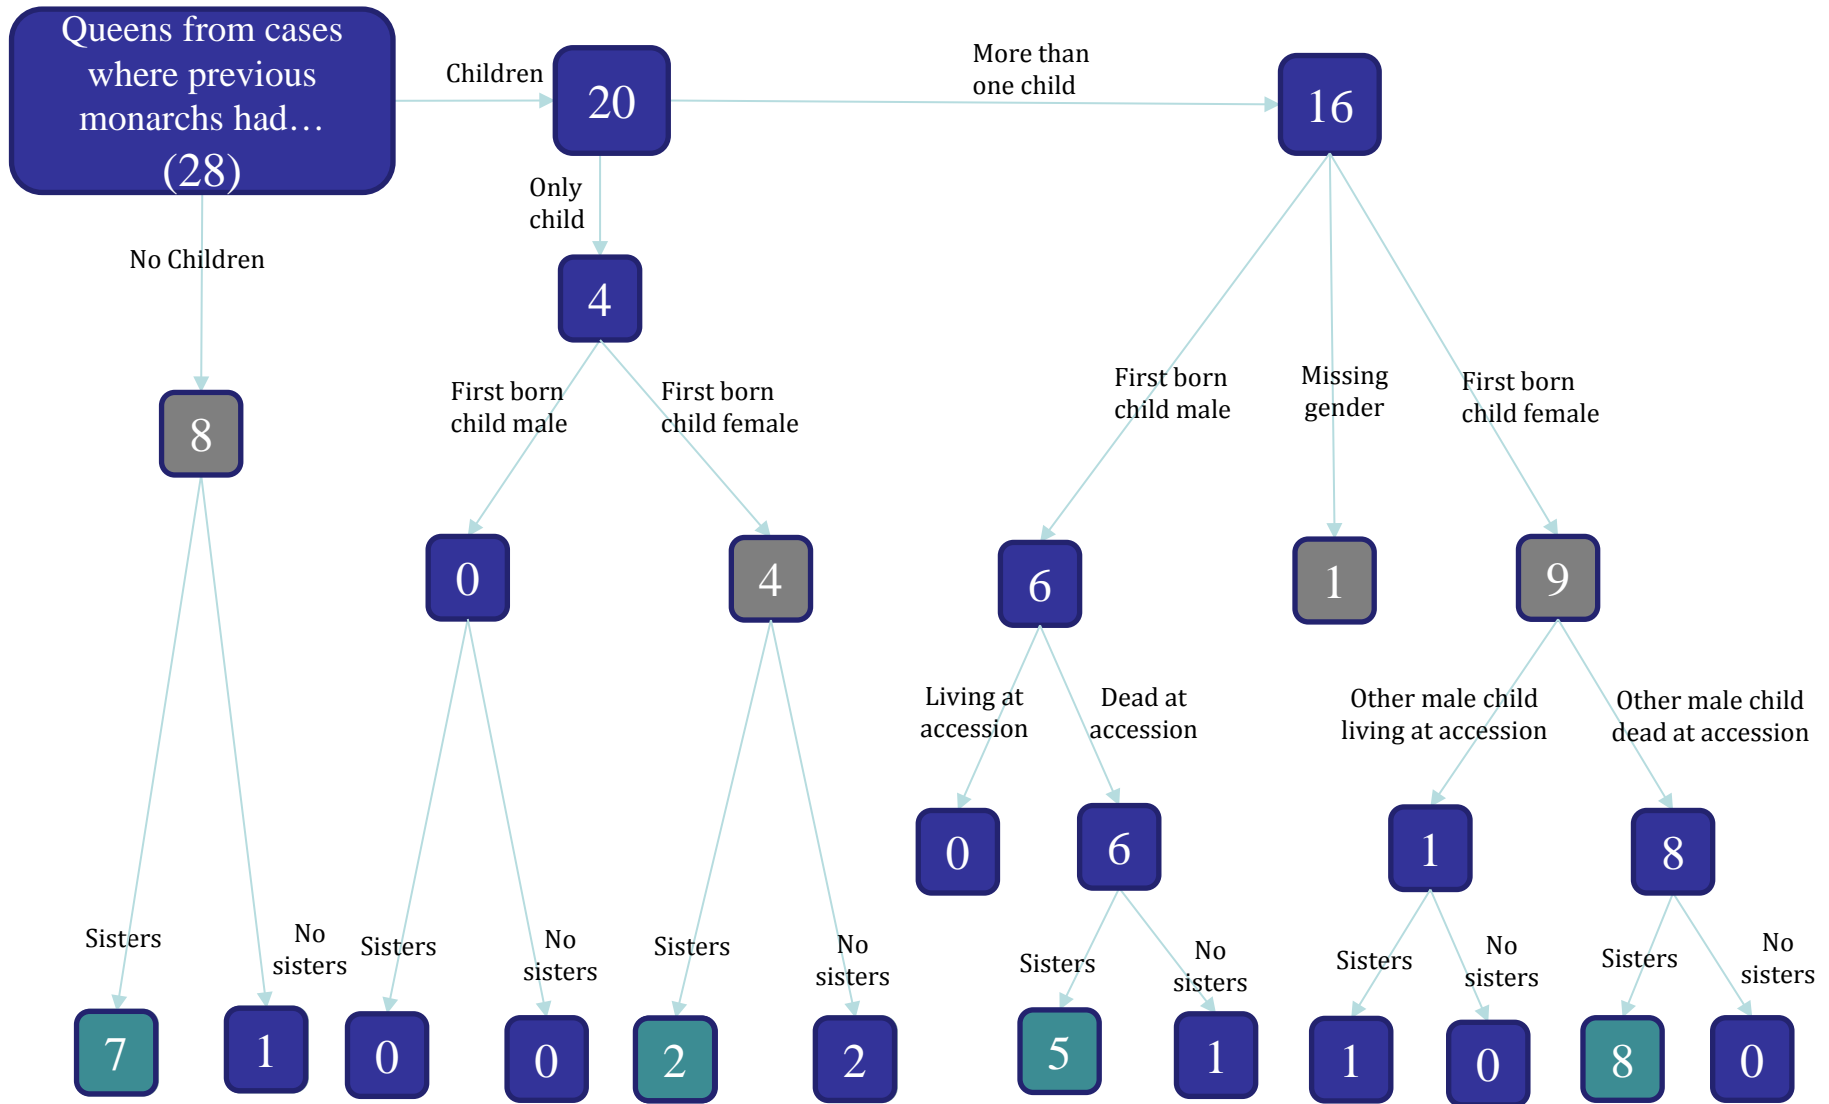 Queens from cases
where previous
monarchs had…
(28)
Children
20
More than
one child
16
Only
child
No Children
4
First born
child male
First born
child female
First born
child male
Missing
gender
First born
child female
8
0
4
6
1
9
Living at
accession
Dead at
accession
Other male child
living at accession
Other male child
dead at accession
0
6
1
8
Sisters
No
sisters
Sisters
No
sisters
Sisters
No
sisters
Sisters
No
sisters
Sisters
No
sisters
Sisters
No
sisters
7
1
0
0
2
2
5
1
1
0
8
0